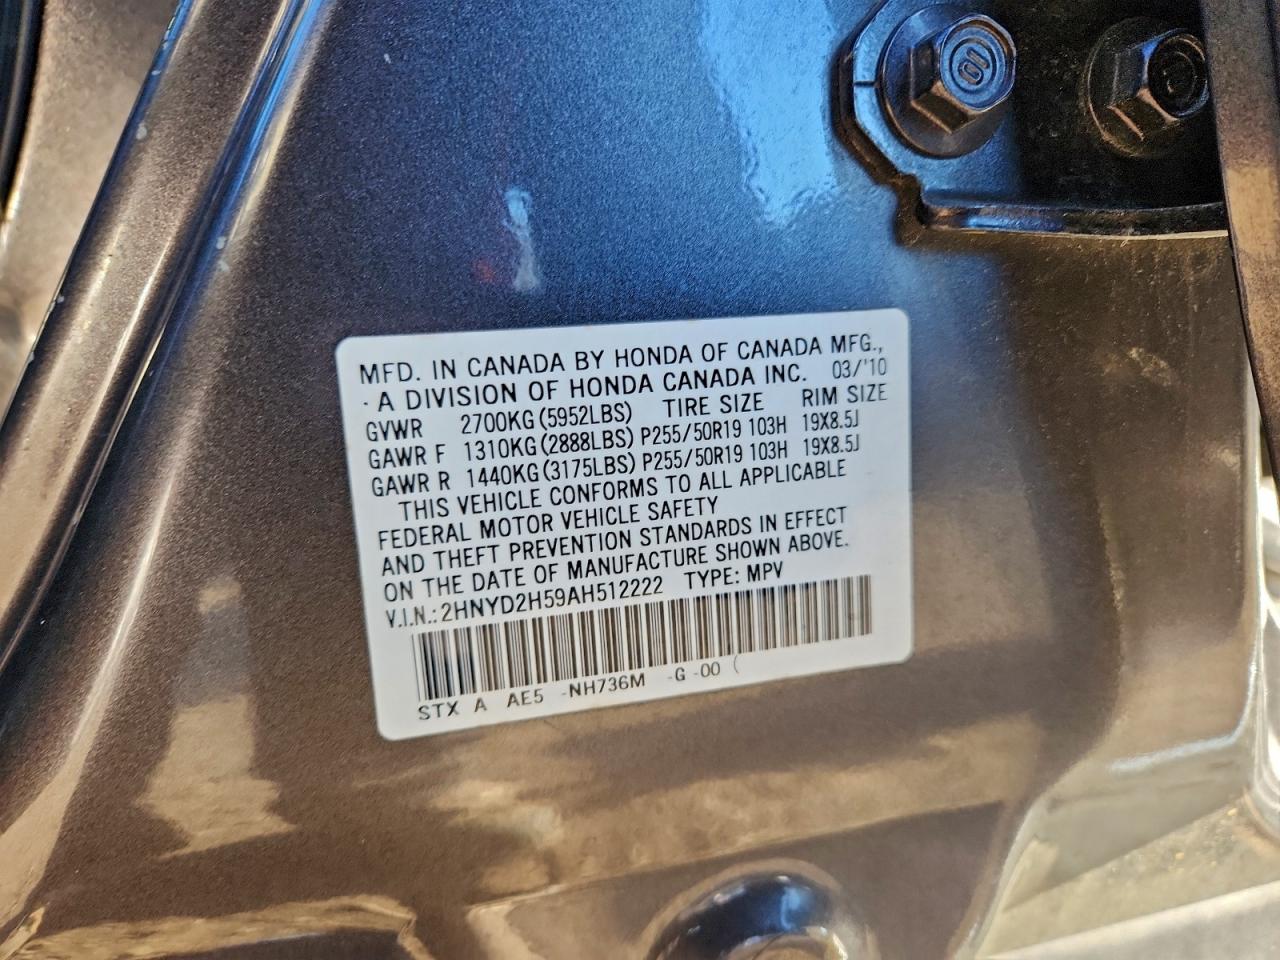 MFD. IN CANADA BY HONDA OF CANADA MFG.,
A DIVISION OF HONDA CANADA INC. 03/'10
GVWR 2700KG (5952LBS) TIRE SIZE RIM SIZE
GAWR F 1310KG (2888LBS) P255/50R19 103H 19X8.5J
GAWR R 1440KG (3175LBS) P255/50R19 103H 19X8.5J
THIS VEHICLE CONFORMS TO ALL APPLICABLE
FEDERAL MOTOR VEHICLE SAFETY
AND THEFT PREVENTION STANDARDS IN EFFECT
ON THE DATE OF MANUFACTURE SHOWN ABOVE.
V.I.N.: 2HNYD2H59AH512222 TYPE: MPV
STX A AE5 -NH736M -G -00 (